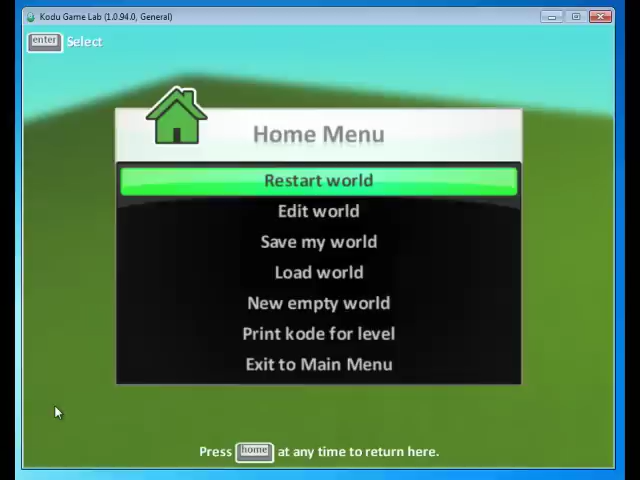 Kodu Game Lab (1.0.94.0, General)
enter Select
Home Menu
Restart world
Edit world
Save my world
Load world
New empty world
Print kode for level
Exit to Main Menu
Press home at any time to return here.